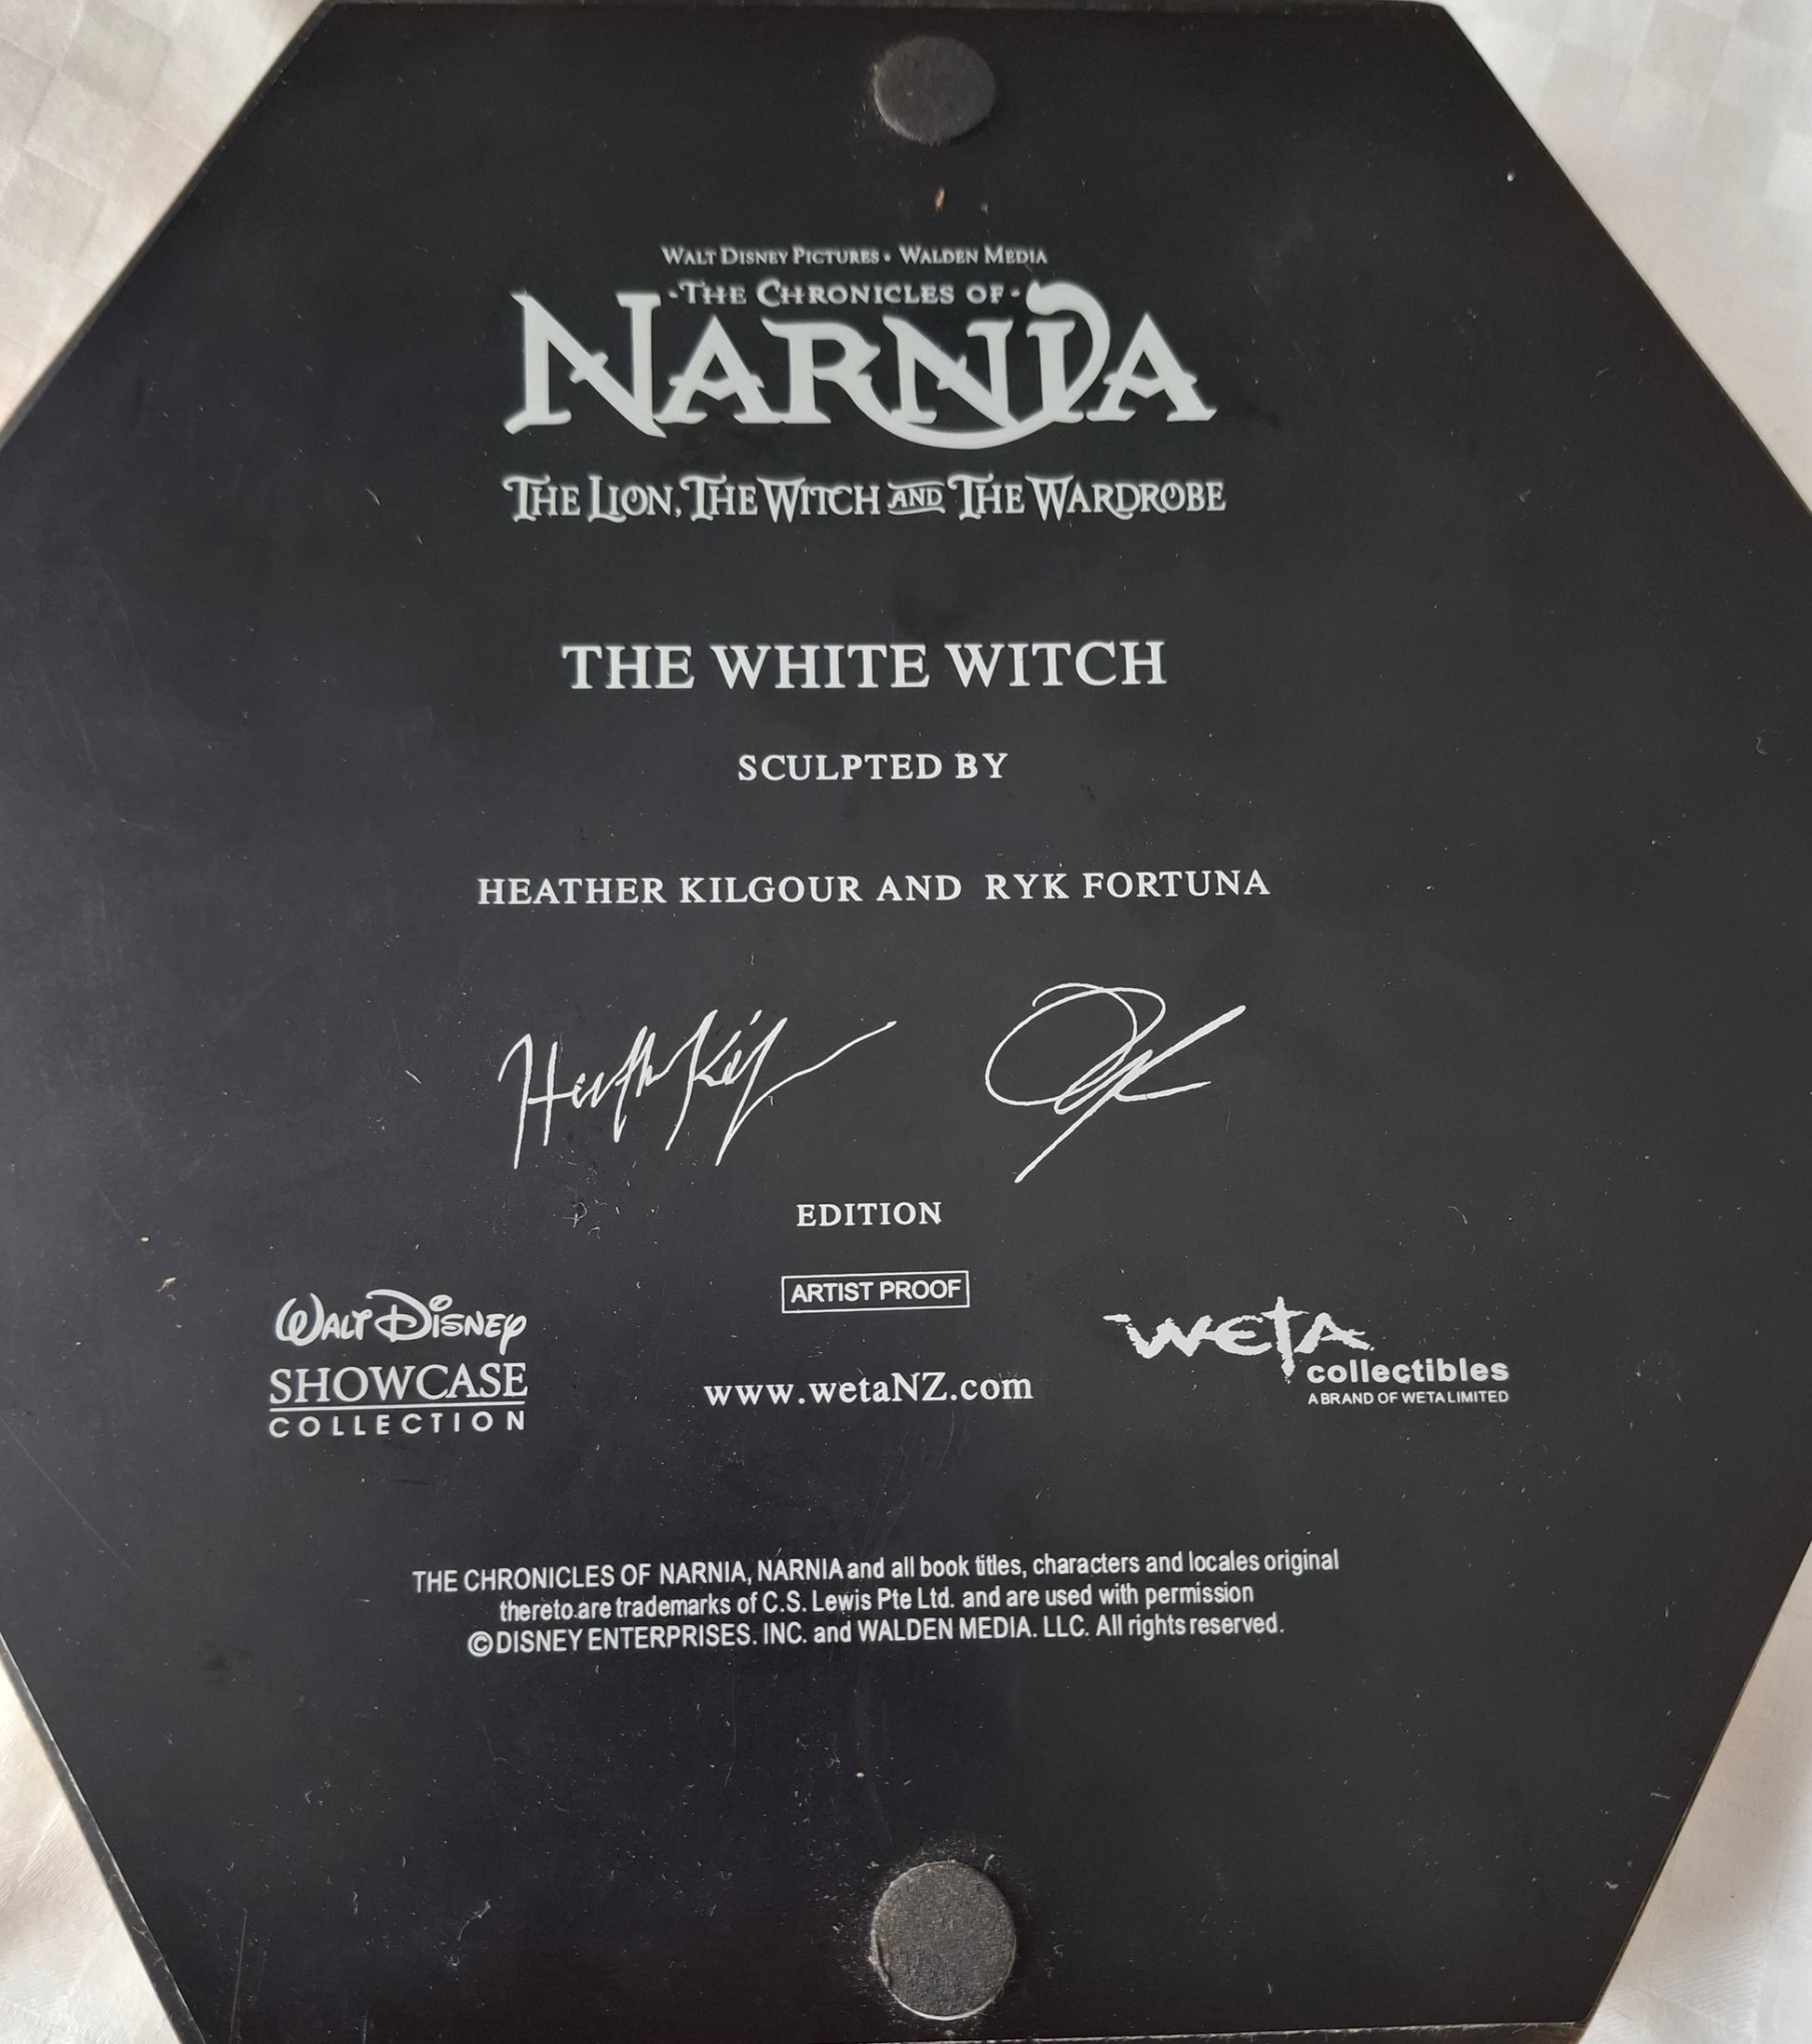 WALT DISNEY PICTURES • WALDEN MEDIA
-THE CHRONICLES OF-
NARNIA
THE LION, THE WITCH AND THE WARDROBE
THE WHITE WITCH
SCULPTED BY
HEATHER KILGOUR AND RYK FORTUNA
EDITION
ARTIST PROOF
WALT DISNEY
SHOWCASE
COLLECTION
www.wetaNZ.com
WETA
collectibles
A BRAND OF WETA LIMITED
THE CHRONICLES OF NARNIA, NARNIA and all book titles, characters and locales original
thereto.are trademarks of C.S. Lewis Pte Ltd. and are used with permission
©DISNEY ENTERPRISES. INC. and WALDEN MEDIA. LLC. All rights reserved.